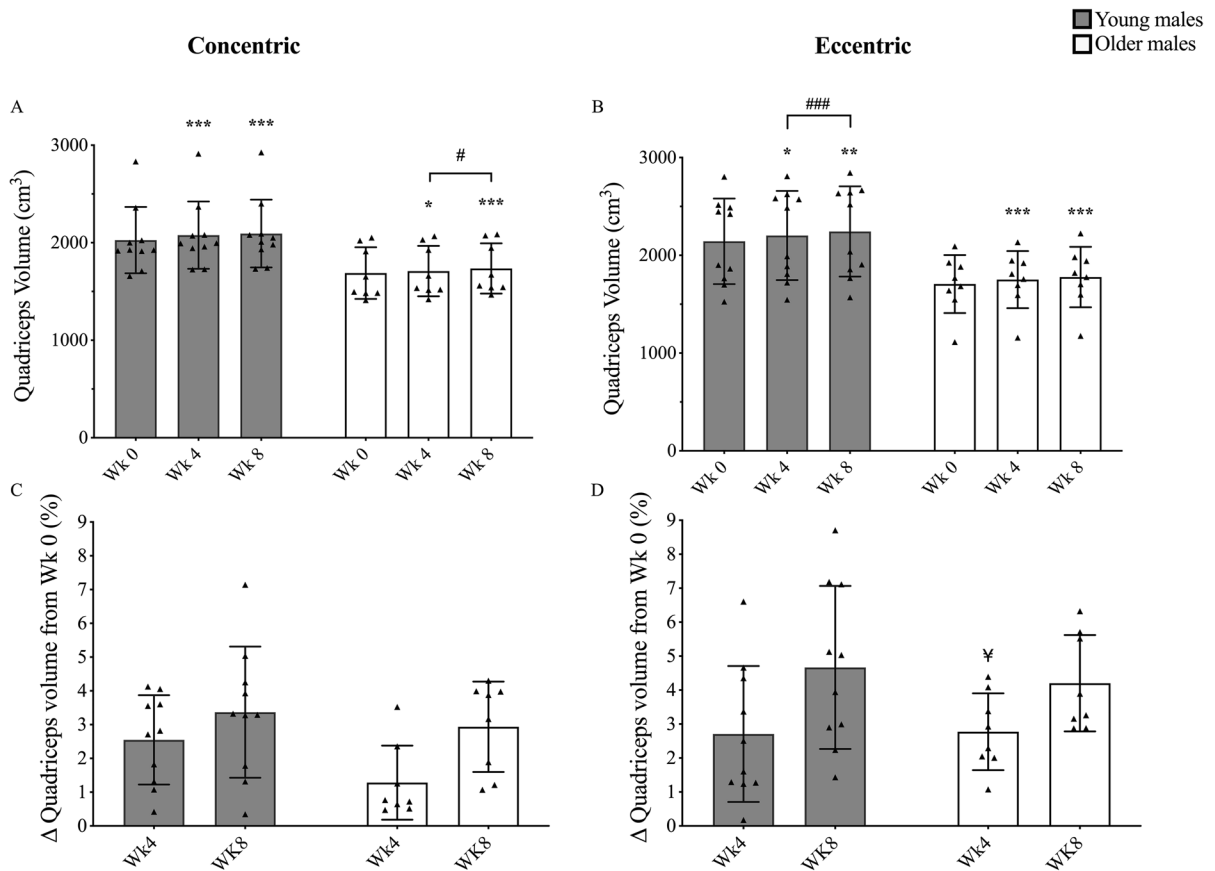 Young males
Older males
Concentric
Eccentric
A
Quadriceps Volume (cm³)
3000
2000
1000
0
***
***
#
*
***
Wk 0
Wk 4
Wk 8
Wk 0
Wk 4
Wk 8
B
Quadriceps Volume (cm³)
3000
2000
1000
0
###
*
**
***
***
Wk 0
Wk 4
Wk 8
Wk 0
Wk 4
Wk 8
C
Δ Quadriceps volume from Wk 0 (%)
9
8
7
6
5
4
3
2
1
0
Wk4
WK8
Wk4
WK8
D
Δ Quadriceps volume from Wk 0 (%)
9
8
7
6
5
4
3
2
1
0
¥
Wk4
WK8
Wk4
WK8